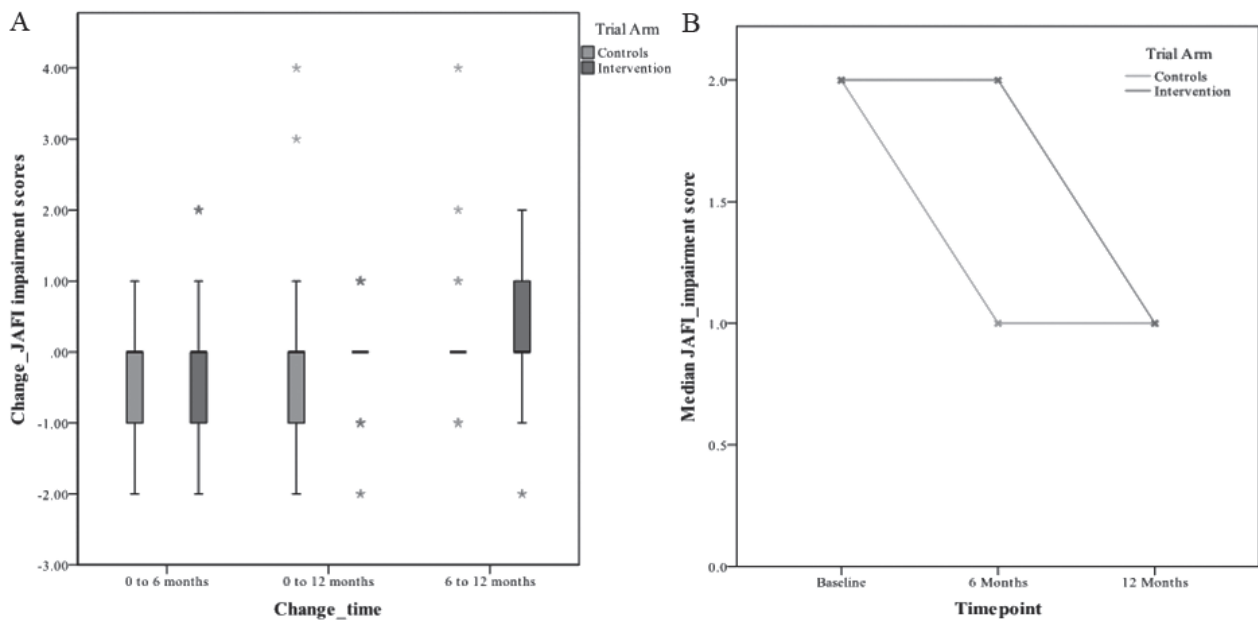 A
Trial Arm
Controls
Intervention
4.00
3.00
2.00
1.00
.00
-1.00
-2.00
-3.00
Change_JAFI impairment scores
0 to 6 months
0 to 12 months
6 to 12 months
Change_time
B
Trial Arm
Controls
Intervention
2.0
1.5
1.0
0.5
0.0
Median JAFI_impairment score
Baseline
6 Months
12 Months
Timepoint